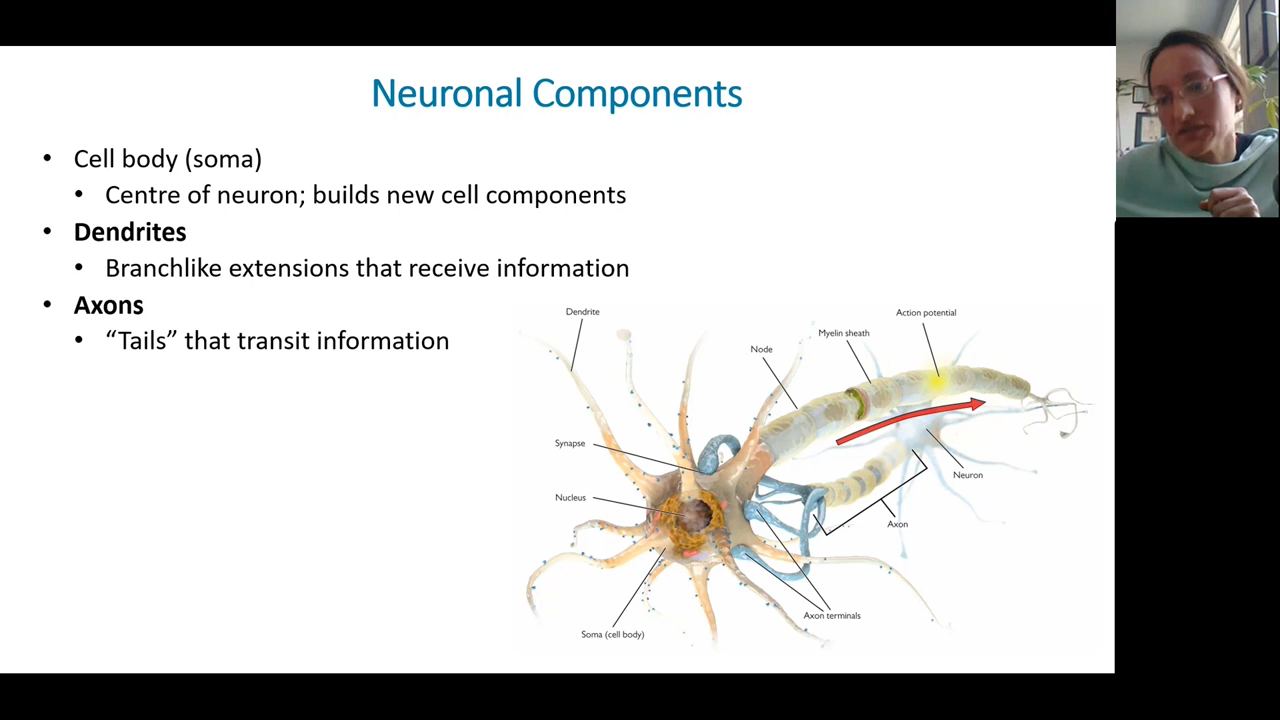 Neuronal Components
• Cell body (soma)
• Centre of neuron; builds new cell components
• Dendrites
• Branchlike extensions that receive information
• Axons
• “Tails” that transit information
Dendrite
Action potential
Myelin sheath
Node
Synapse
Neuron
Nucleus
Axon
Axon terminals
Soma (cell body)